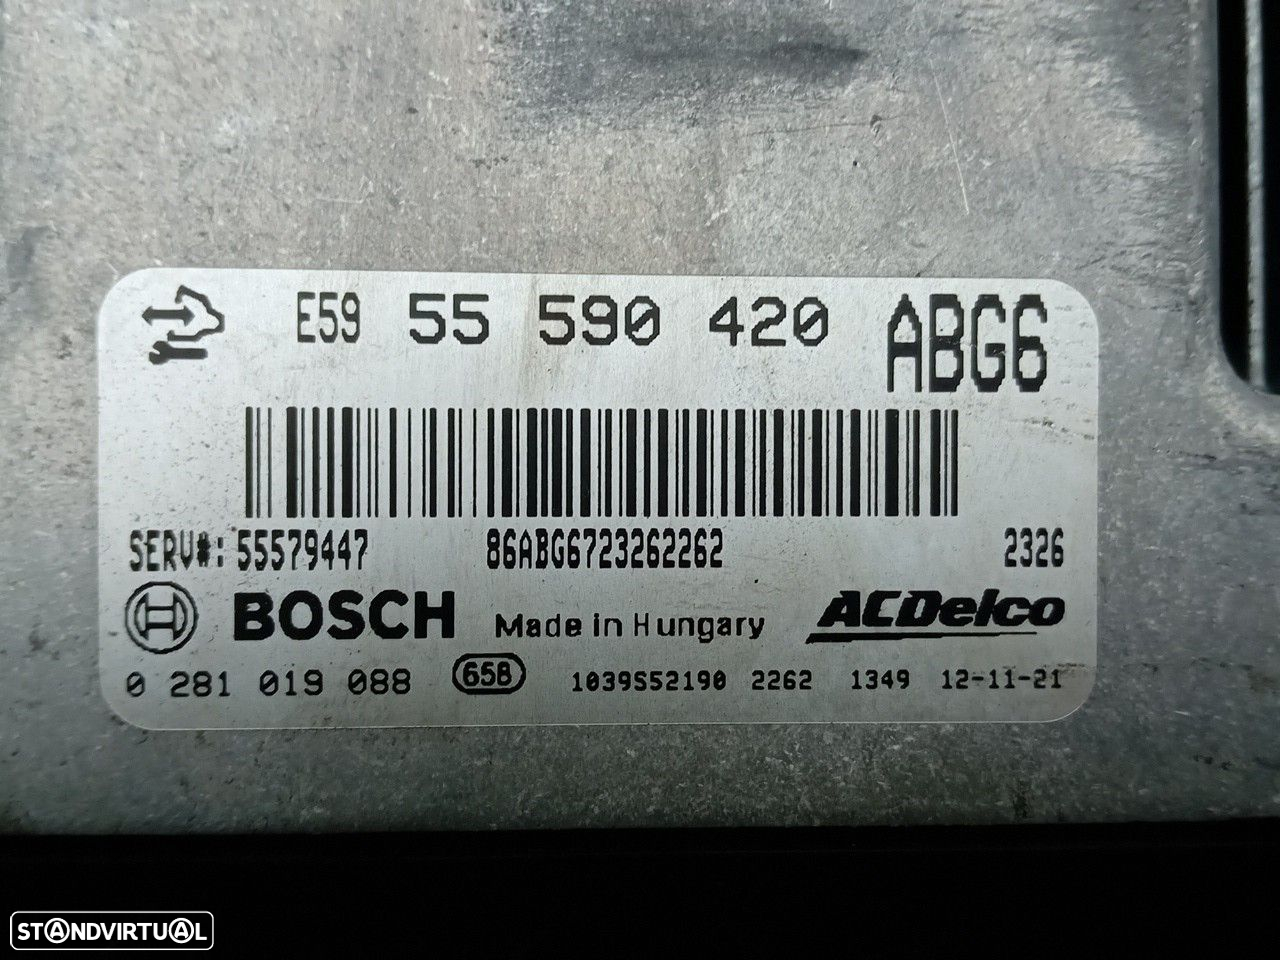 E59 55 590 420 ABG6
SERV#: 55579447 86ABG6723262262 2326
BOSCH Made in Hungary ACDelco
0 281 019 088 65B 1039S52190 2262 1349 12-11-21
STANDVIRTUAL